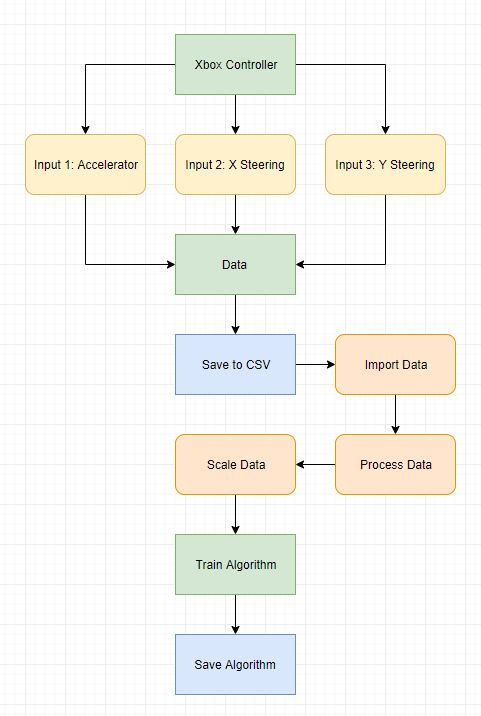 Xbox Controller
Input 1: Accelerator
Input 2: X Steering
Input 3: Y Steering
Data
Save to CSV
Import Data
Scale Data
Process Data
Train Algorithm
Save Algorithm